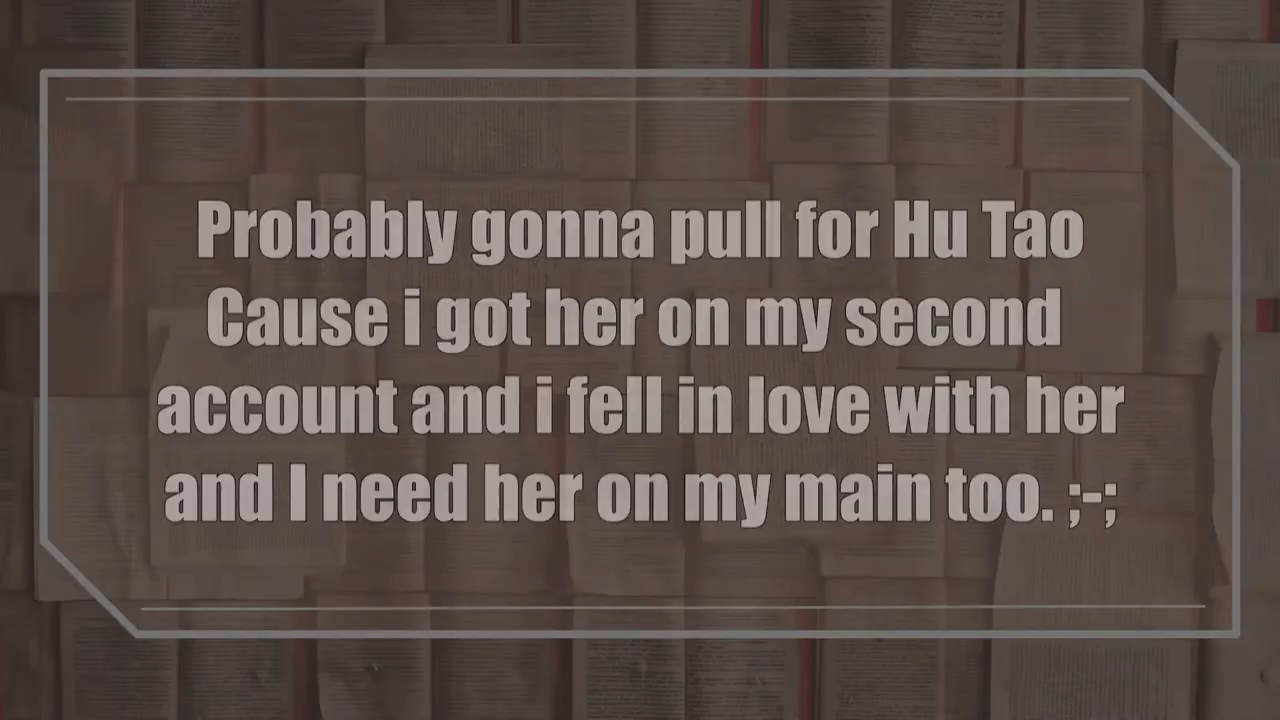 Probably gonna pull for Hu Tao
Cause i got her on my second
account and i fell in love with her
and I need her on my main too. ;-;